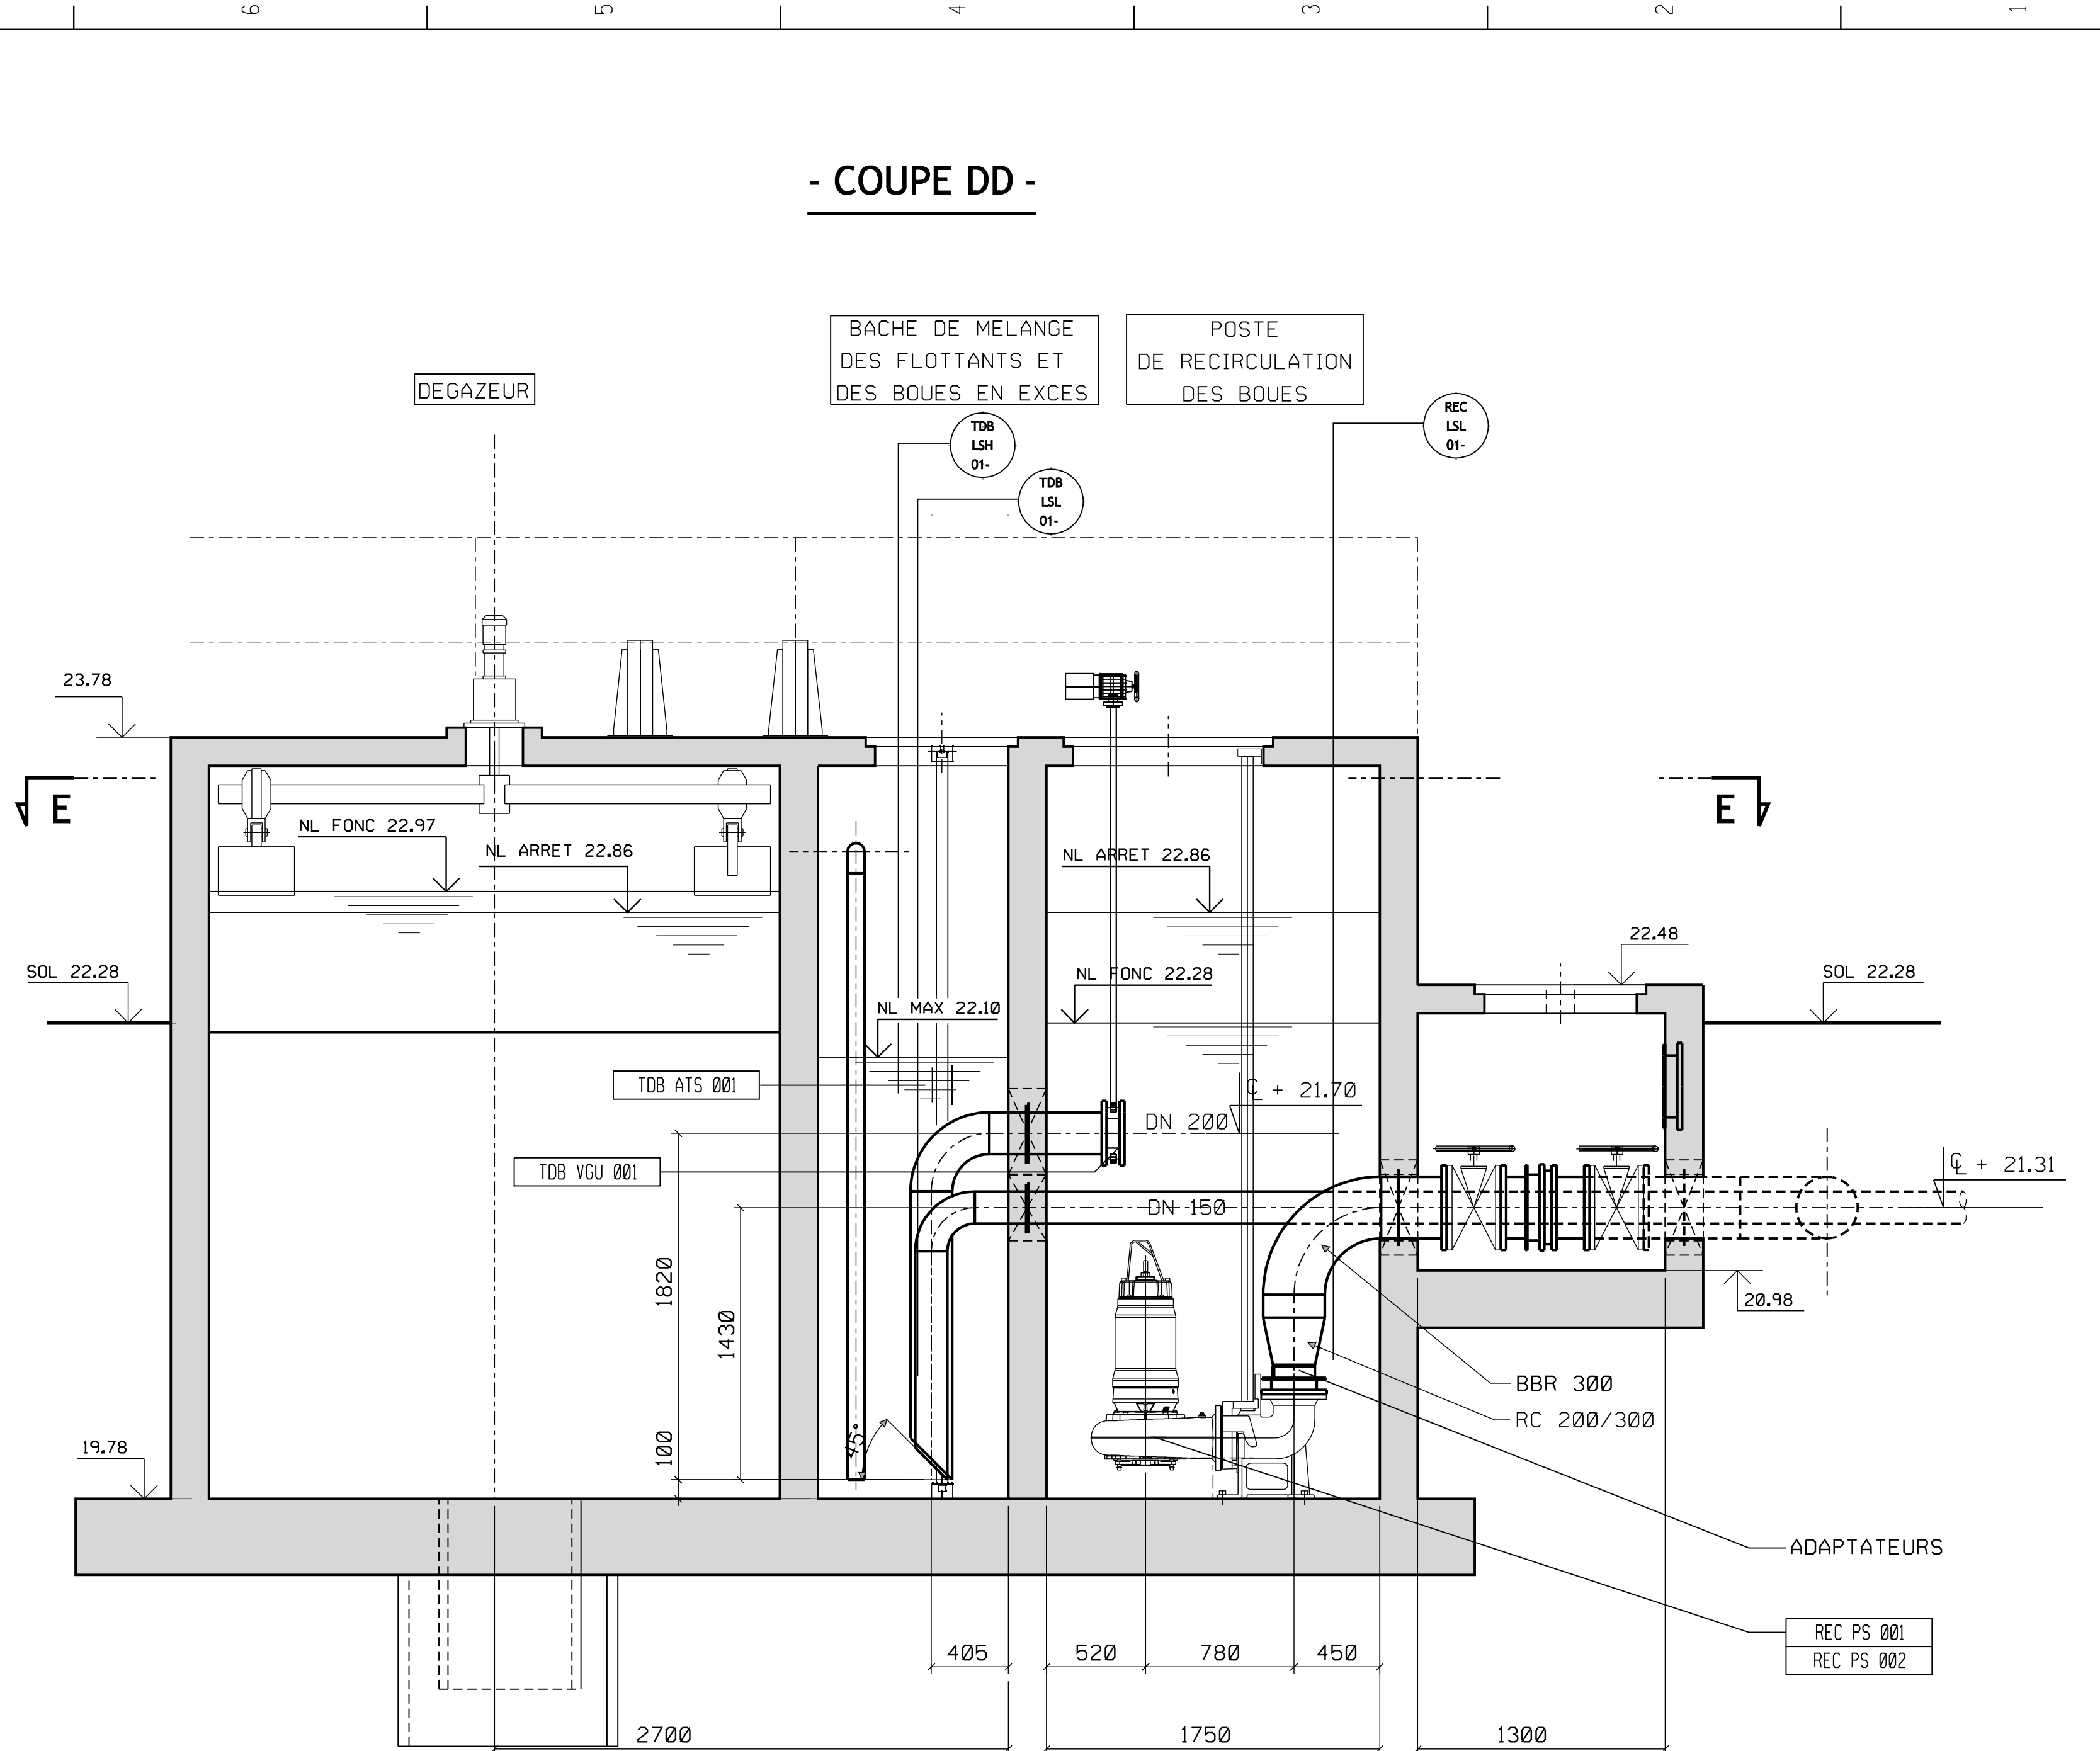 6
5
4
3
2
1
- COUPE DD -
BACHE DE MELANGE
DES FLOTTANTS ET
DES BOUES EN EXCES
POSTE
DE RECIRCULATION
DES BOUES
DEGAZEUR
TDB
LSH
01-
REC
LSL
01-
TDB
LSL
01-
23.78
E
E
NL FONC 22.97
NL ARRET 22.86
NL ARRET 22.86
22.48
SOL 22.28
NL FONC 22.28
SOL 22.28
NL MAX 22.10
TDB ATS 001
℄ + 21.70
DN 200
TDB VGU 001
℄ + 21.31
DN 150
1820
1430
20.98
BBR 300
RC 200/300
100
45°
19.78
ADAPTATEURS
REC PS 001
REC PS 002
405
520
780
450
2700
1750
1300